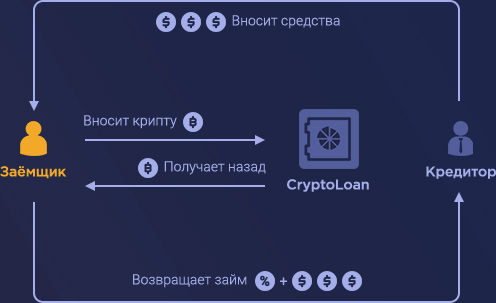 $ $ $ Вносит средства
Вносит крипту ₿
₿ Получает назад
Заёмщик
CryptoLoan
Кредитор
Возвращает займ % + $ $ $